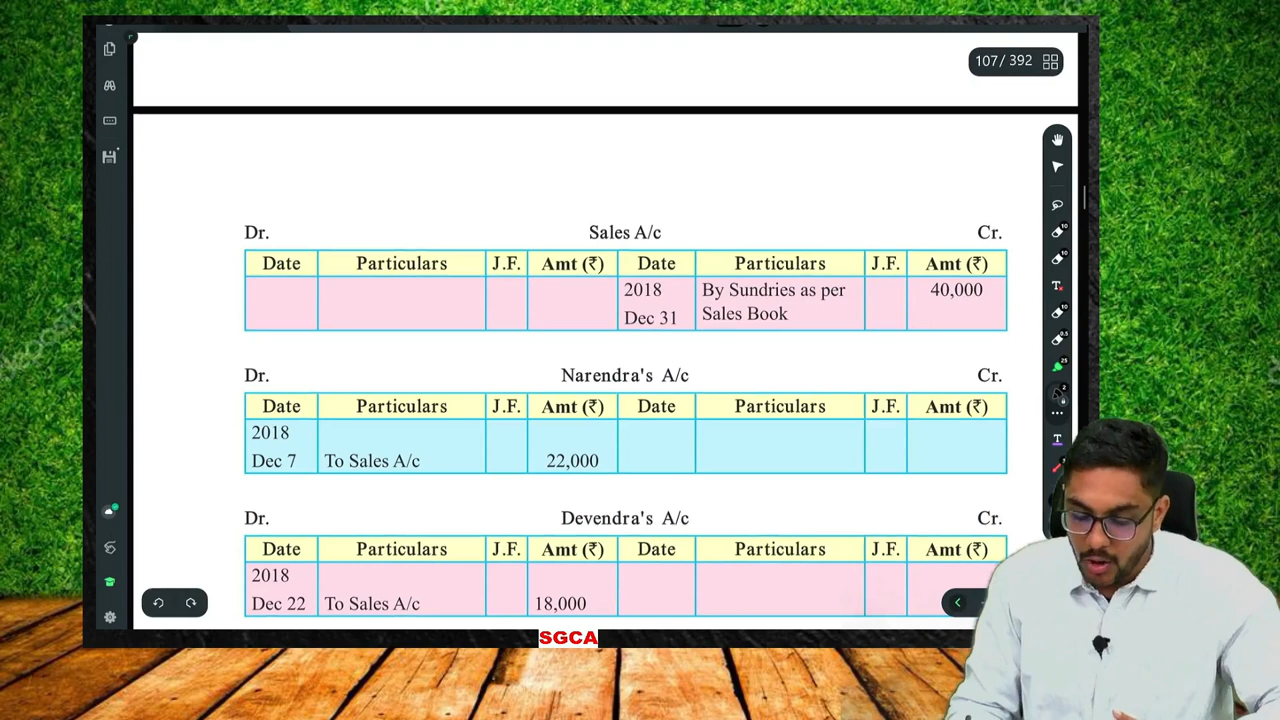 107/ 392
Dr. Sales A/c Cr.
Date Particulars J.F. Amt (₹) Date Particulars J.F. Amt (₹)
2018 By Sundries as per 40,000
Dec 31 Sales Book
Dr. Narendra's A/c Cr.
Date Particulars J.F. Amt (₹) Date Particulars J.F. Amt (₹)
2018
Dec 7 To Sales A/c 22,000
Dr. Devendra's A/c Cr.
Date Particulars J.F. Amt (₹) Date Particulars J.F. Amt (₹)
2018
Dec 22 To Sales A/c 18,000
SGCA